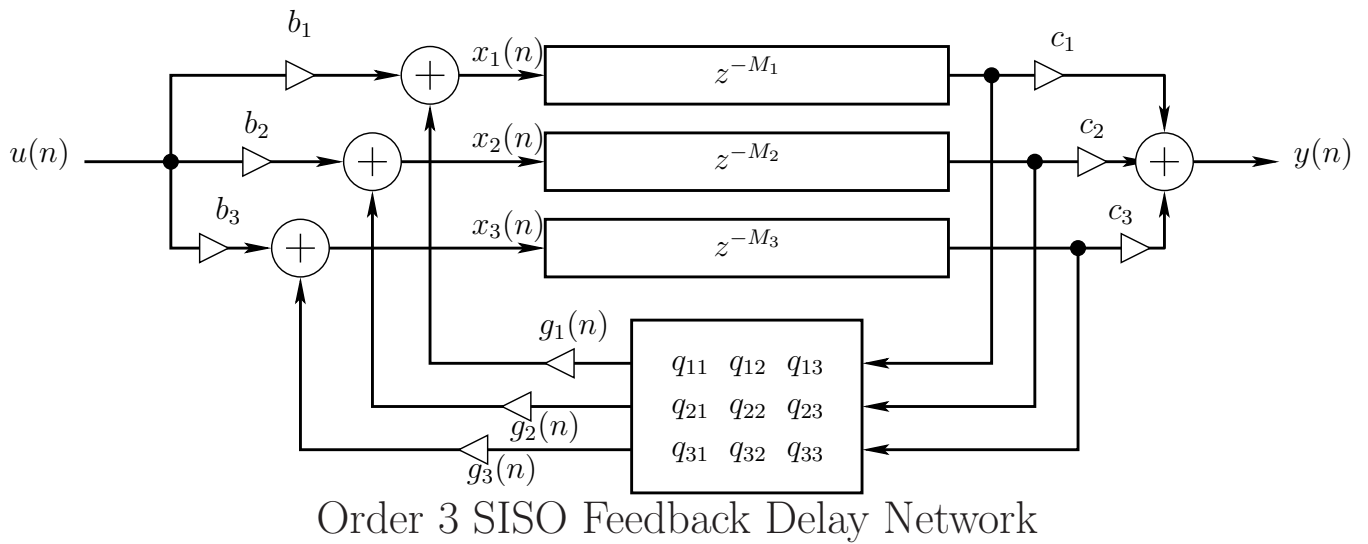 b₁
x₁(n)
z^{-M₁}
c₁
b₂
x₂(n)
z^{-M₂}
c₂
u(n)
y(n)
b₃
x₃(n)
z^{-M₃}
c₃
g₁(n)
q₁₁ q₁₂ q₁₃
g₂(n)
q₂₁ q₂₂ q₂₃
g₃(n)
q₃₁ q₃₂ q₃₃
Order 3 SISO Feedback Delay Network